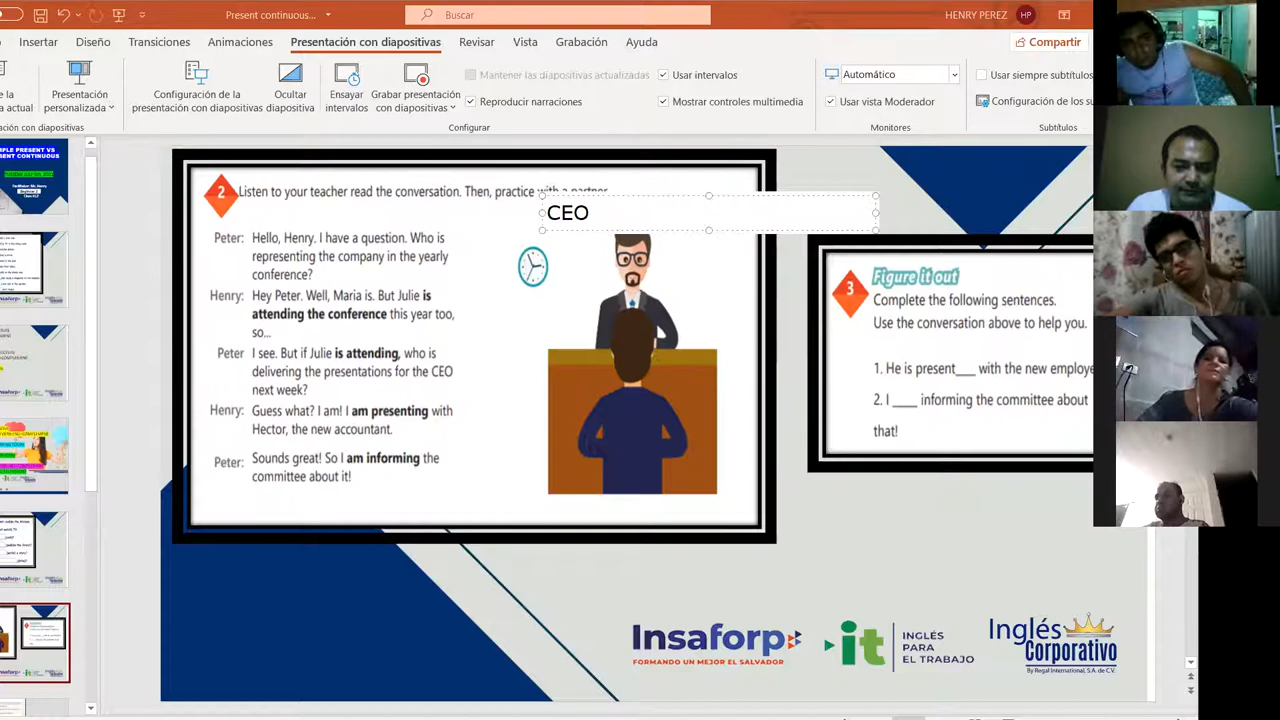 Present continuous...
Buscar
HENRY PEREZ
HP
Insertar
Diseño
Transiciones
Animaciones
Presentación con diapositivas
Revisar
Vista
Grabación
Ayuda
Compartir
Presentación
personalizada
Configuración de la
presentación con diapositivas
Ocultar
diapositiva
Ensayar
intervalos
Grabar presentación
con diapositivas
Mantener las diapositivas actualizadas
Reproducir narraciones
Usar intervalos
Mostrar controles multimedia
Configurar
Automático
Usar vista Moderador
Monitores
Usar siempre subtítulos
Configuración de los su
Subtítulos
2
Listen to your teacher read the conversation. Then, practice with a partner
CEO
Peter: Hello, Henry. I have a question. Who is
representing the company in the yearly
conference?
Henry: Hey Peter. Well, Maria is. But Julie is
attending the conference this year too,
so...
Peter I see. But if Julie is attending, who is
delivering the presentations for the CEO
next week?
Henry: Guess what? I am! I am presenting with
Hector, the new accountant.
Peter: Sounds great! So I am informing the
committee about it!
3
Figure it out
Complete the following sentences.
Use the conversation above to help you.
1. He is present___ with the new employe
2. I ____ informing the committee about
that!
Insaforp
FORMANDO UN MEJOR EL SALVADOR
it
INGLÉS
PARA
EL TRABAJO
Inglés
Corporativo
By Regal International, S.A. de C.V.